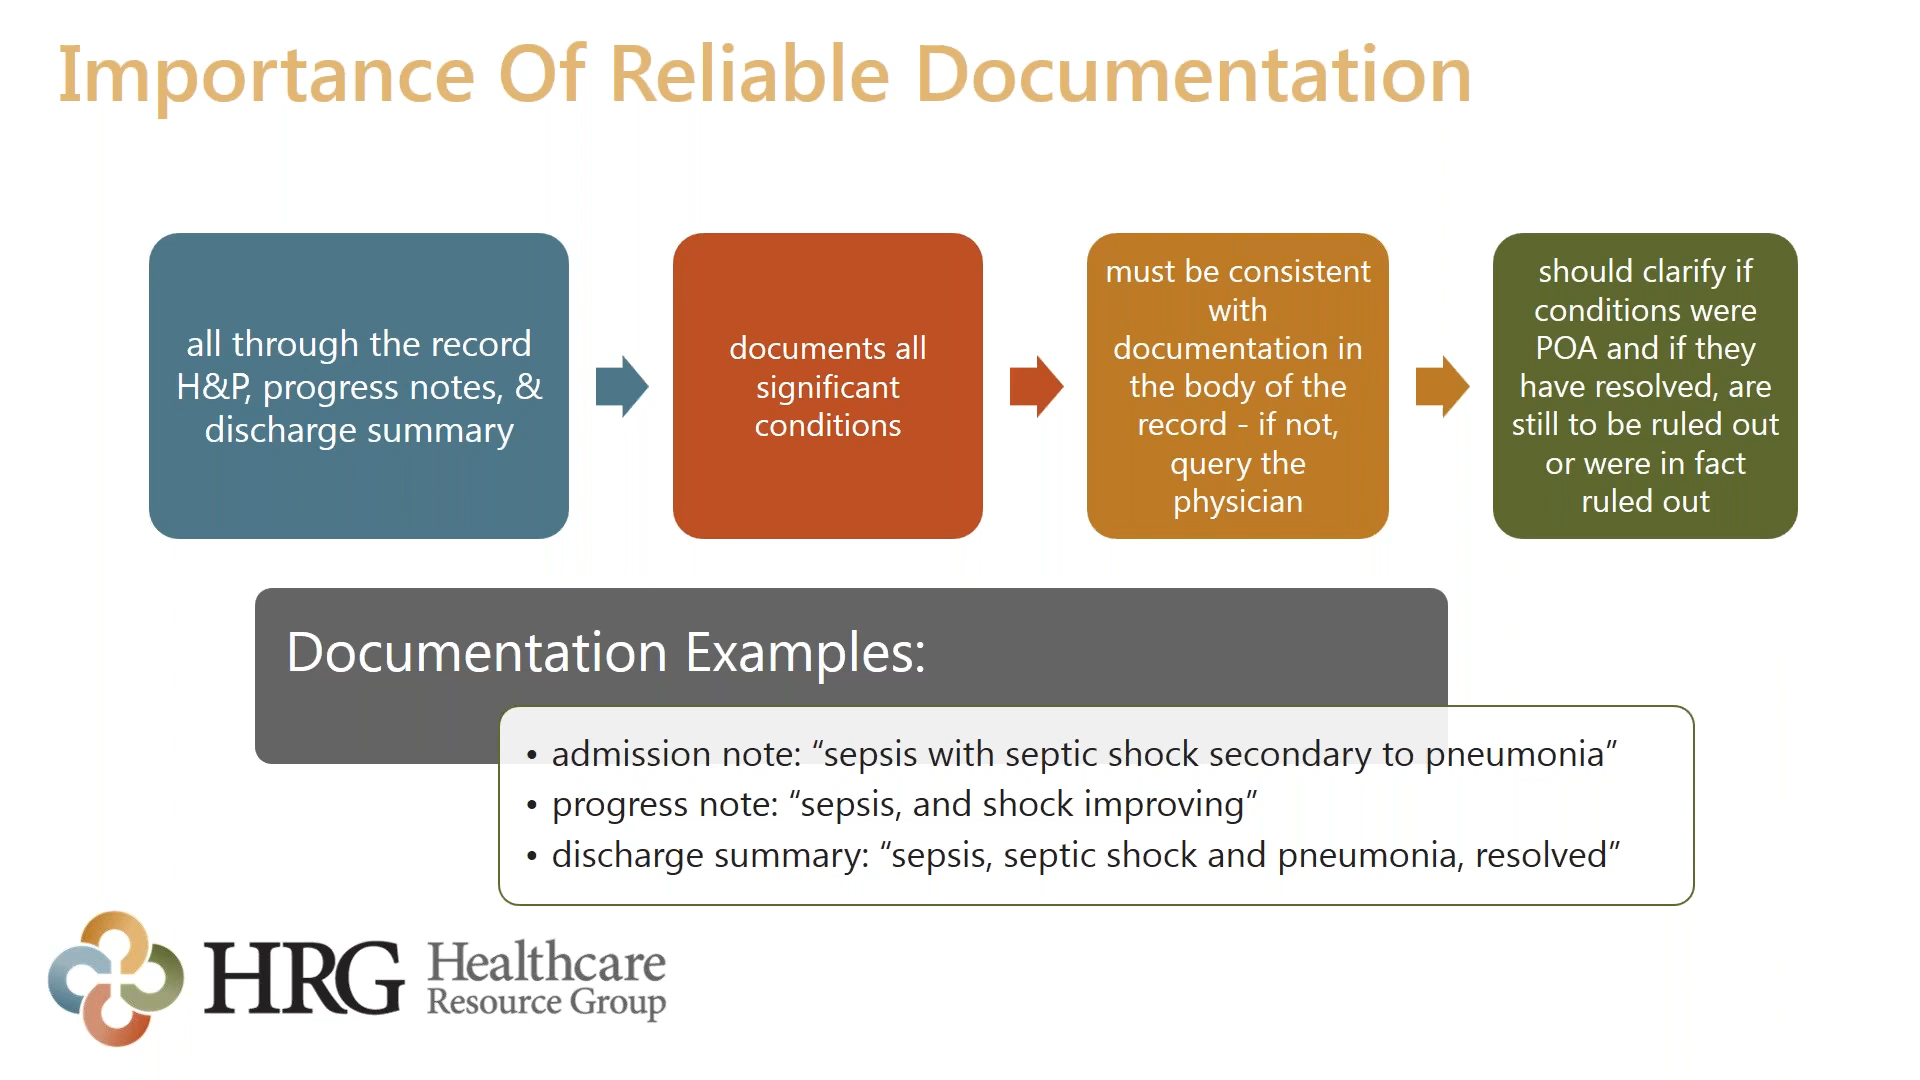 Importance Of Reliable Documentation
all through the record
H&P, progress notes, &
discharge summary
documents all
significant
conditions
must be consistent
with
documentation in
the body of the
record - if not,
query the
physician
should clarify if
conditions were
POA and if they
have resolved, are
still to be ruled out
or were in fact
ruled out
Documentation Examples:
• admission note: “sepsis with septic shock secondary to pneumonia”
• progress note: “sepsis, and shock improving”
• discharge summary: “sepsis, septic shock and pneumonia, resolved”
HRG
Healthcare
Resource Group